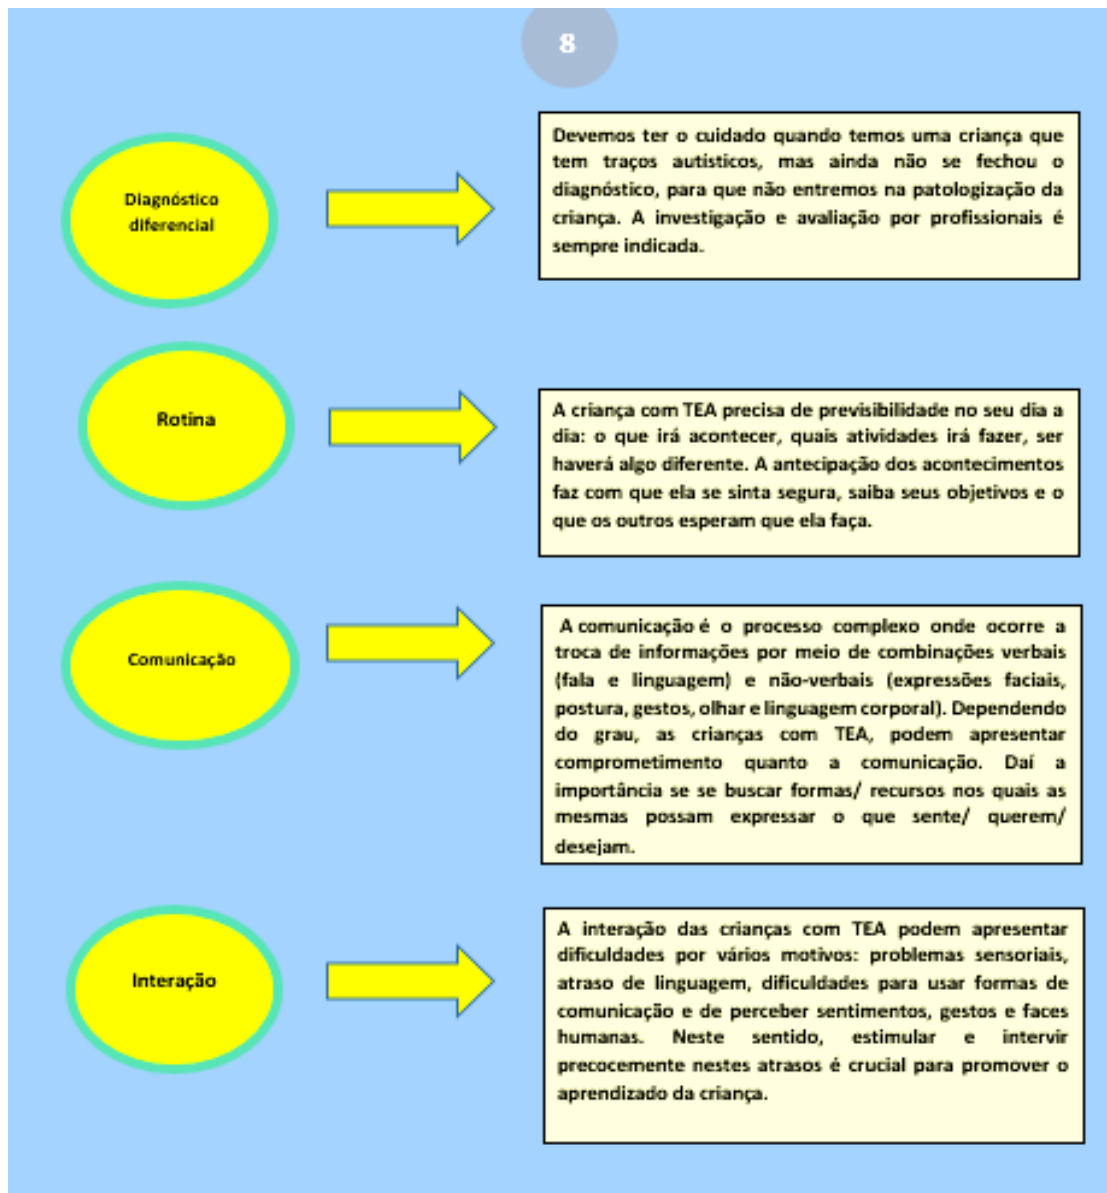 8
Diagnóstico
diferencial
Devemos ter o cuidado quando temos uma criança que
tem traços autísticos, mas ainda não se fechou o
diagnóstico, para que não entremos na patologização da
criança. A investigação e avaliação por profissionais é
sempre indicada.
Rotina
A criança com TEA precisa de previsibilidade no seu dia a
dia: o que irá acontecer, quais atividades irá fazer, ser
haverá algo diferente. A antecipação dos acontecimentos
faz com que ela se sinta segura, saiba seus objetivos e o
que os outros esperam que ela faça.
Comunicação
A comunicação é o processo complexo onde ocorre a
troca de informações por meio de combinações verbais
(fala e linguagem) e não-verbais (expressões faciais,
postura, gestos, olhar e linguagem corporal). Dependendo
do grau, as crianças com TEA, podem apresentar
comprometimento quanto a comunicação. Daí a
importância se se buscar formas/ recursos nos quais as
mesmas possam expressar o que sente/ querem/
desejam.
Interação
A interação das crianças com TEA podem apresentar
dificuldades por vários motivos: problemas sensoriais,
atraso de linguagem, dificuldades para usar formas de
comunicação e de perceber sentimentos, gestos e faces
humanas. Neste sentido, estimular e intervir
precocemente nestes atrasos é crucial para promover o
aprendizado da criança.